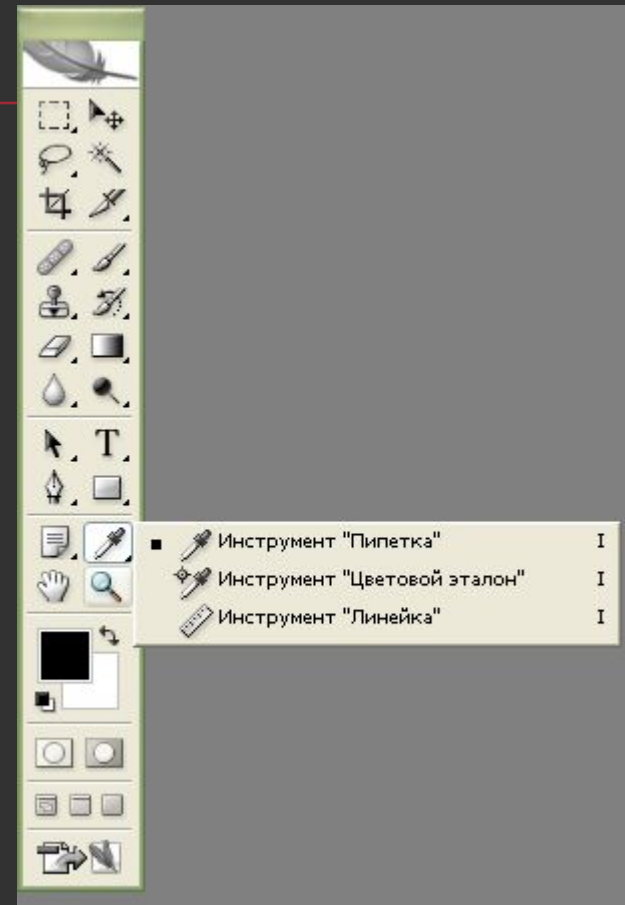 T
Инструмент "Пипетка" I
Инструмент "Цветовой эталон" I
Инструмент "Линейка" I